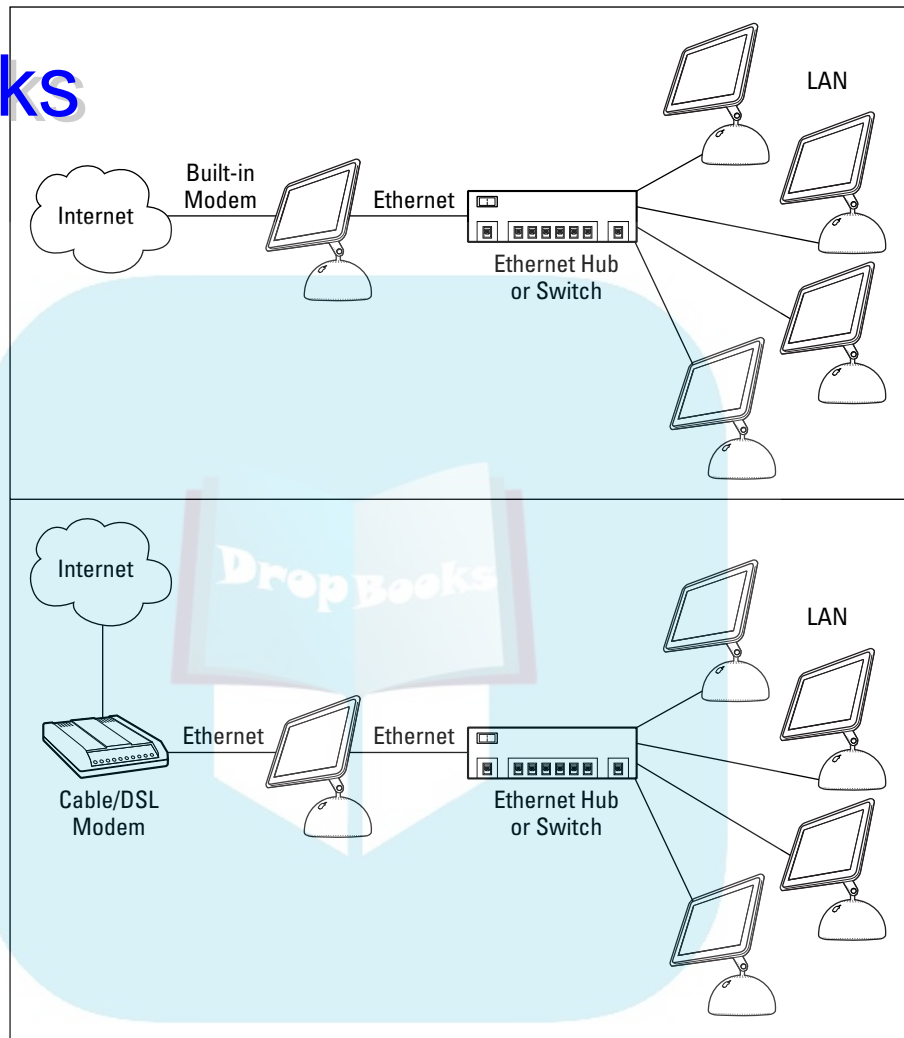 ks
LAN
Built-in
Modem
Internet
Ethernet
Ethernet Hub
or Switch
Internet
DropBooks
LAN
Ethernet
Ethernet
Cable/DSL
Modem
Ethernet Hub
or Switch